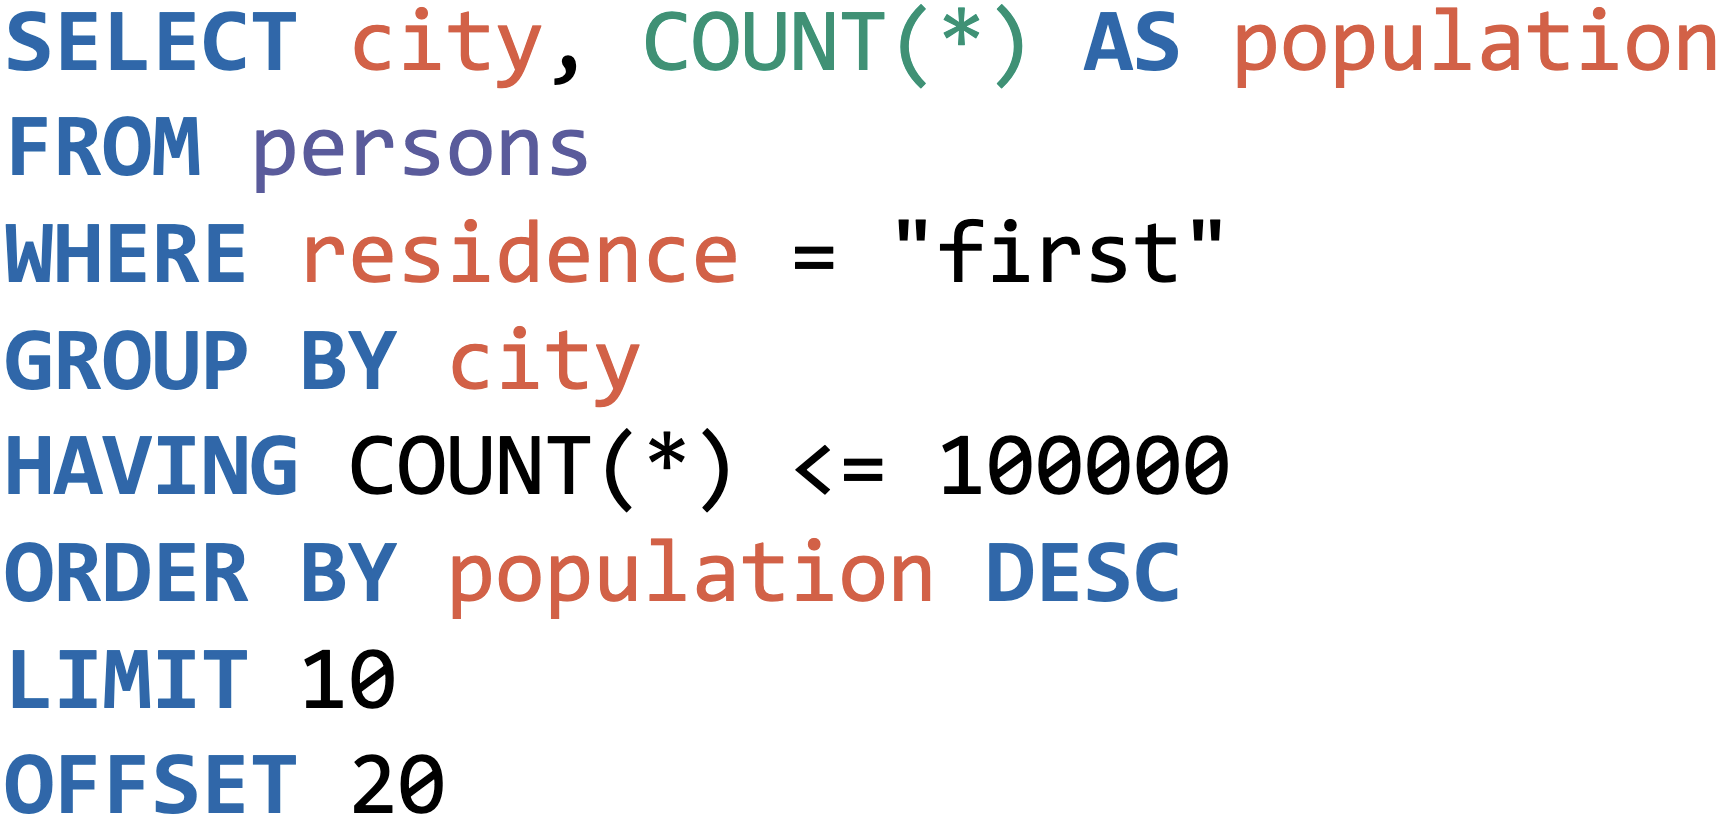 SELECT city, COUNT(*) AS population
FROM persons
WHERE residence = "first"
GROUP BY city
HAVING COUNT(*) <= 100000
ORDER BY population DESC
LIMIT 10
OFFSET 20